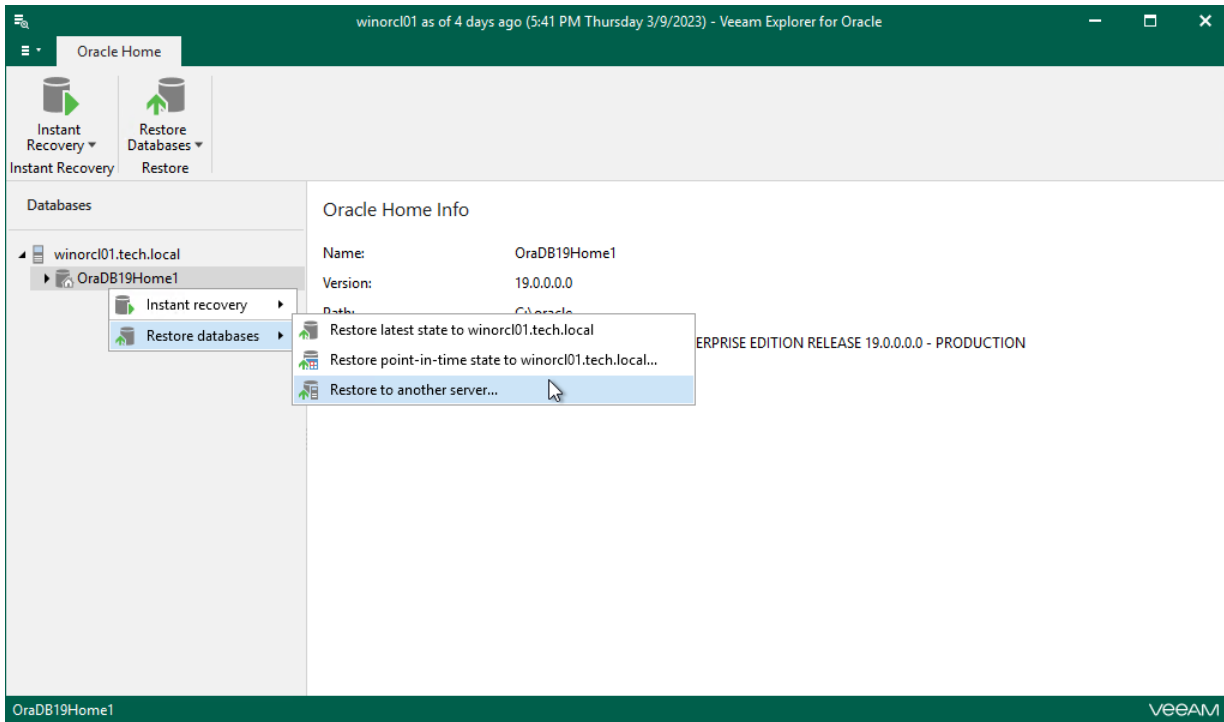 winorcl01 as of 4 days ago (5:41 PM Thursday 3/9/2023) - Veeam Explorer for Oracle
Oracle Home
Instant
Recovery
Restore
Databases
Instant Recovery
Restore
Databases
winorcl01.tech.local
OraDB19Home1
Instant recovery
Restore databases
Restore latest state to winorcl01.tech.local
Restore point-in-time state to winorcl01.tech.local...
Restore to another server...
Oracle Home Info
Name: OraDB19Home1
Version: 19.0.0.0.0
Path: C:\oracle
EDITION RELEASE 19.0.0.0.0 - PRODUCTION
OraDB19Home1
veeam